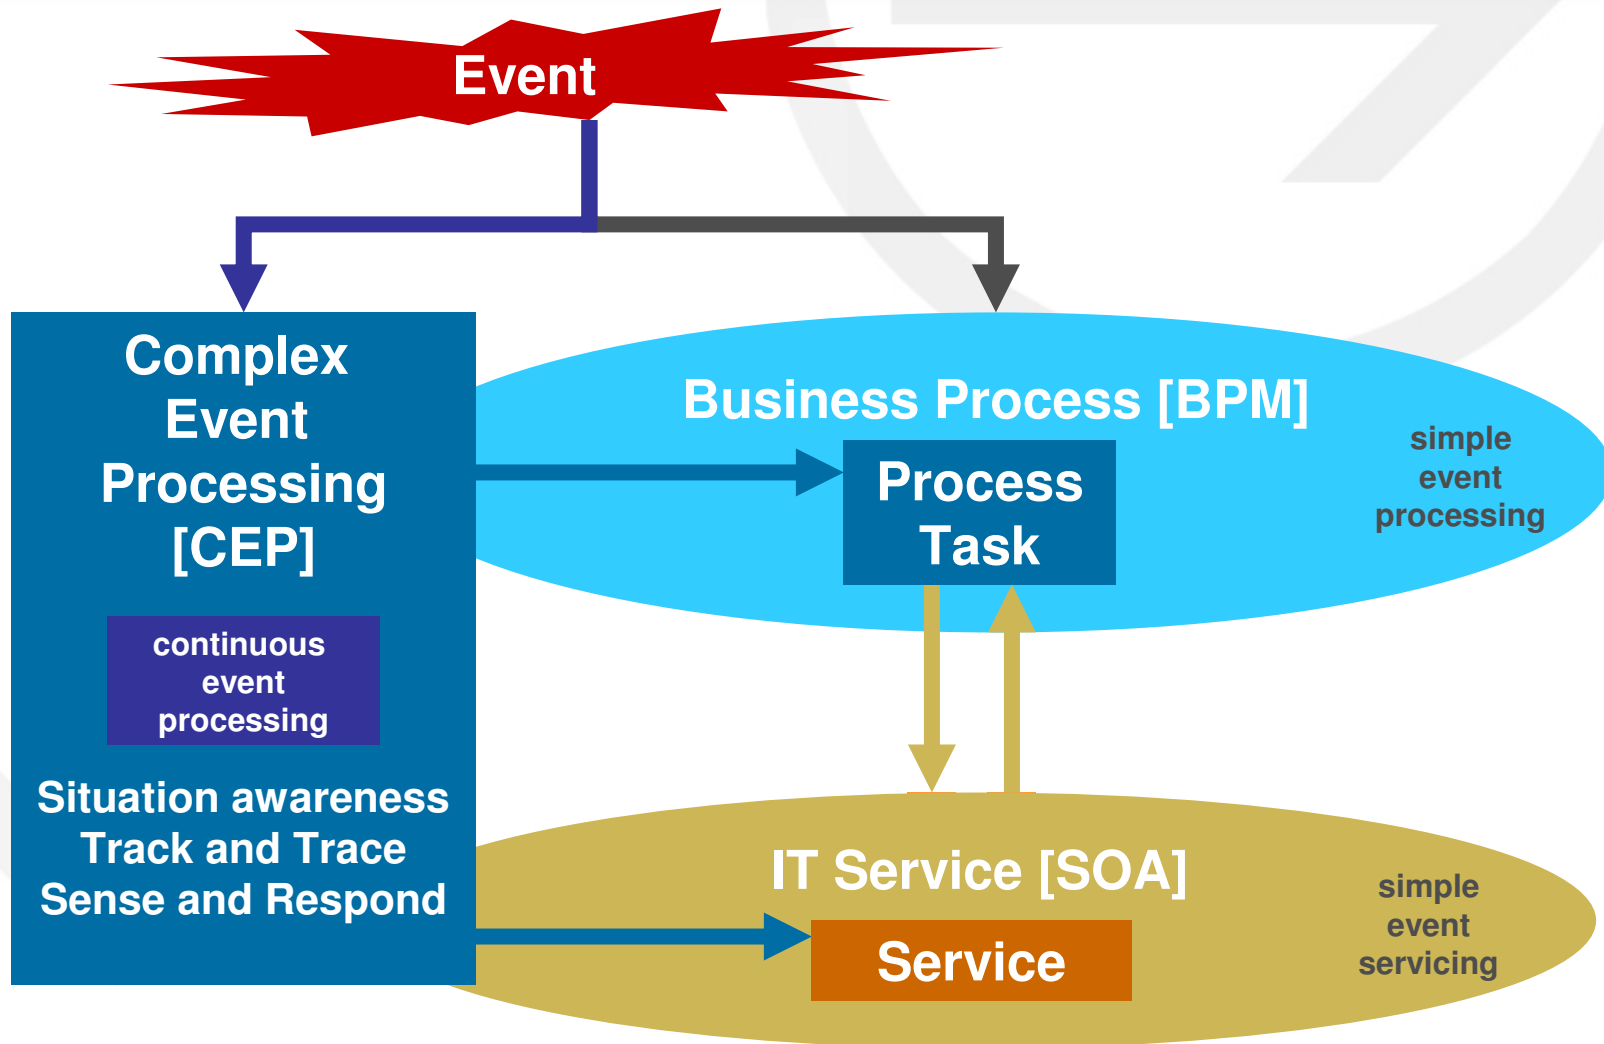 Event
Complex
Event
Processing
[CEP]
continuous
event
processing
Situation awareness
Track and Trace
Sense and Respond
Business Process [BPM]
Process
Task
simple
event
processing
IT Service [SOA]
Service
simple
event
servicing